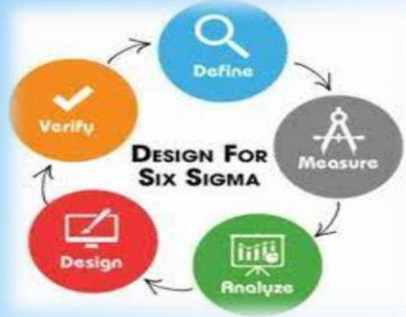 Define
Measure
Analyze
Design
Verify
DESIGN FOR
SIX SIGMA